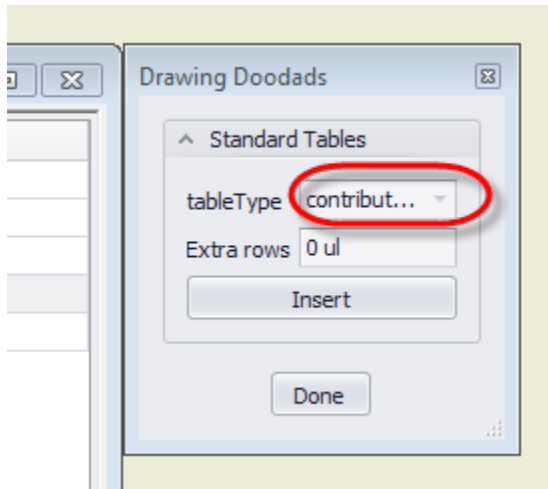 Drawing Doodads
Standard Tables
tableType contribut...
Extra rows 0 ul
Insert
Done